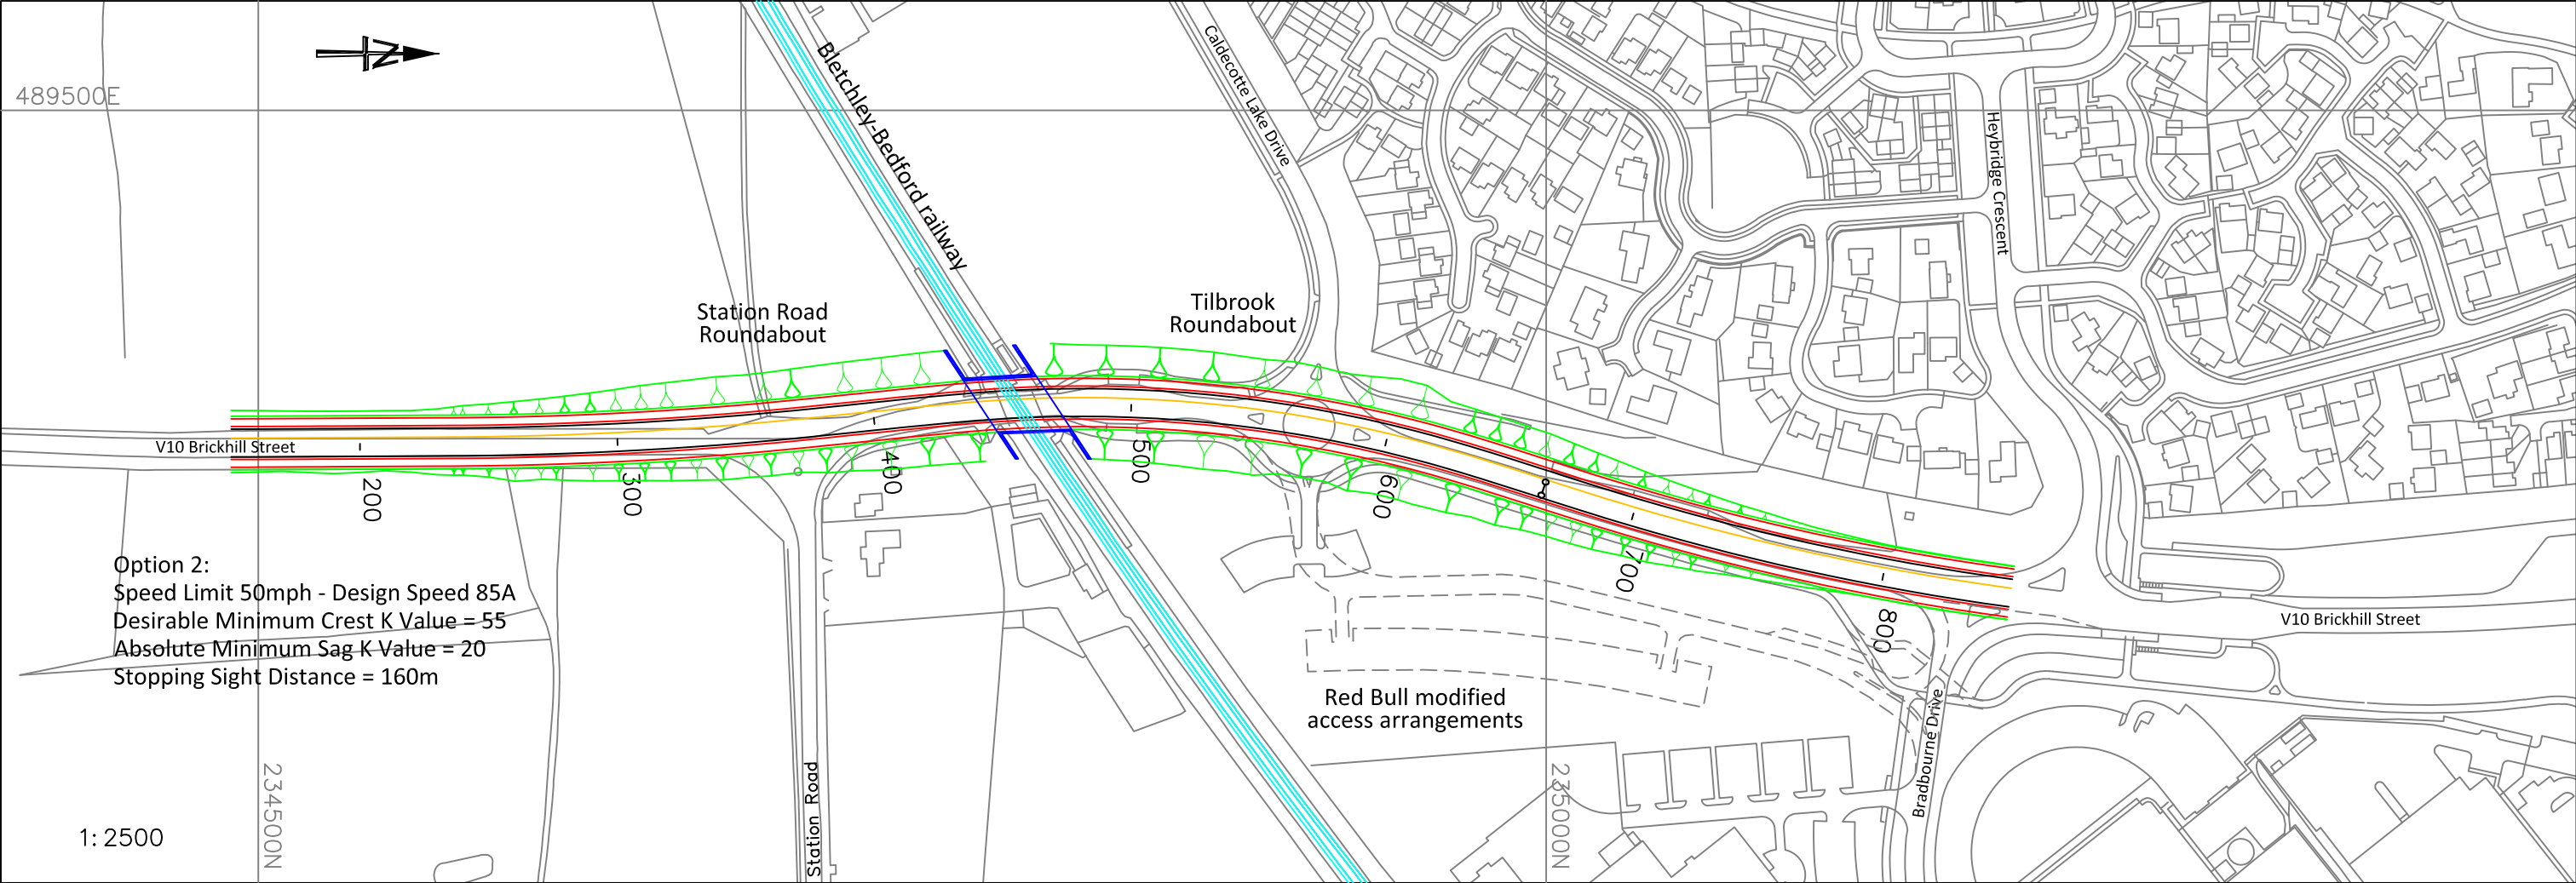 N
489500E
Bletchley-Bedford railway
Caldecotte Lake Drive
Heybridge Crescent
Station Road
Roundabout
Tilbrook
Roundabout
V10 Brickhill Street
200
300
400
500
600
700
800
Option 2:
Speed Limit 50mph - Design Speed 85A
Desirable Minimum Crest K Value = 55
Absolute Minimum Sag K Value = 20
Stopping Sight Distance = 160m
V10 Brickhill Street
Red Bull modified
access arrangements
Bradbourne Drive
Station Road
234500N
235000N
1: 2500